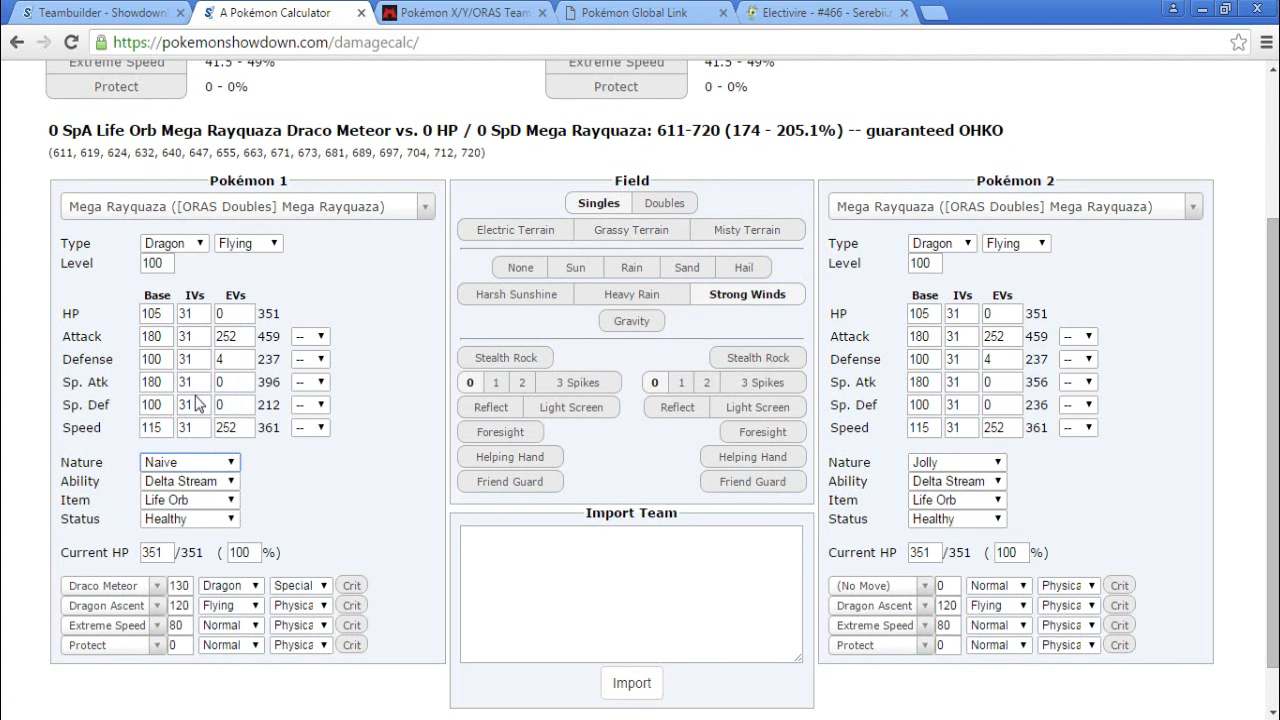 Teambuilder - Showdown! A Pokémon Calculator Pokémon X/Y/ORAS Team Pokémon Global Link Electivire - #466 - Serebii.
https://pokemonshowdown.com/damagecalc/
Extreme Speed 41.5 - 49% Extreme Speed 41.5 - 49%
Protect 0 - 0% Protect 0 - 0%
0 SpA Life Orb Mega Rayquaza Draco Meteor vs. 0 HP / 0 SpD Mega Rayquaza: 611-720 (174 - 205.1%) -- guaranteed OHKO
(611, 619, 624, 632, 640, 647, 655, 663, 671, 673, 681, 689, 697, 704, 712, 720)
Pokémon 1
Mega Rayquaza ([ORAS Doubles] Mega Rayquaza)
Type Dragon Flying
Level 100
Base IVs EVs
HP 105 31 0 351
Attack 180 31 252 459 --
Defense 100 31 4 237 --
Sp. Atk 180 31 0 396 --
Sp. Def 100 31 0 212 --
Speed 115 31 252 361 --
Nature Naive
Ability Delta Stream
Item Life Orb
Status Healthy
Current HP 351 /351 ( 100 %)
Draco Meteor 130 Dragon Special Crit
Dragon Ascent 120 Flying Physica Crit
Extreme Speed 80 Normal Physica Crit
Protect 0 Normal Physica Crit
Field
Singles Doubles
Electric Terrain Grassy Terrain Misty Terrain
None Sun Rain Sand Hail
Harsh Sunshine Heavy Rain Strong Winds
Gravity
Stealth Rock Stealth Rock
0 1 2 3 Spikes 0 1 2 3 Spikes
Reflect Light Screen Reflect Light Screen
Foresight Foresight
Helping Hand Helping Hand
Friend Guard Friend Guard
Import Team
Import
Pokémon 2
Mega Rayquaza ([ORAS Doubles] Mega Rayquaza)
Type Dragon Flying
Level 100
Base IVs EVs
HP 105 31 0 351
Attack 180 31 252 459 --
Defense 100 31 4 237 --
Sp. Atk 180 31 0 356 --
Sp. Def 100 31 0 236 --
Speed 115 31 252 361 --
Nature Jolly
Ability Delta Stream
Item Life Orb
Status Healthy
Current HP 351 /351 ( 100 %)
(No Move) 0 Normal Physica Crit
Dragon Ascent 120 Flying Physica Crit
Extreme Speed 80 Normal Physica Crit
Protect 0 Normal Physica Crit